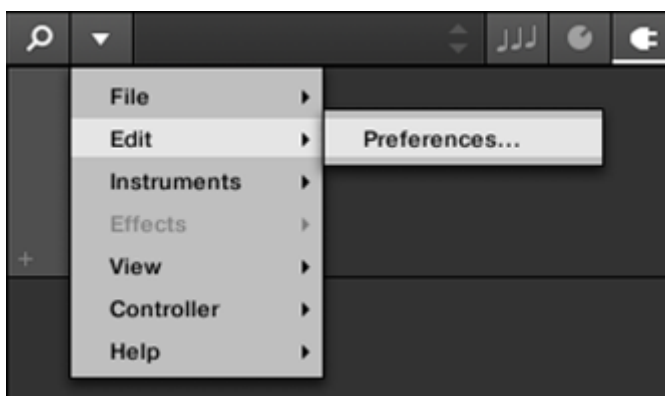 File
Edit
Preferences...
Instruments
Effects
View
Controller
Help